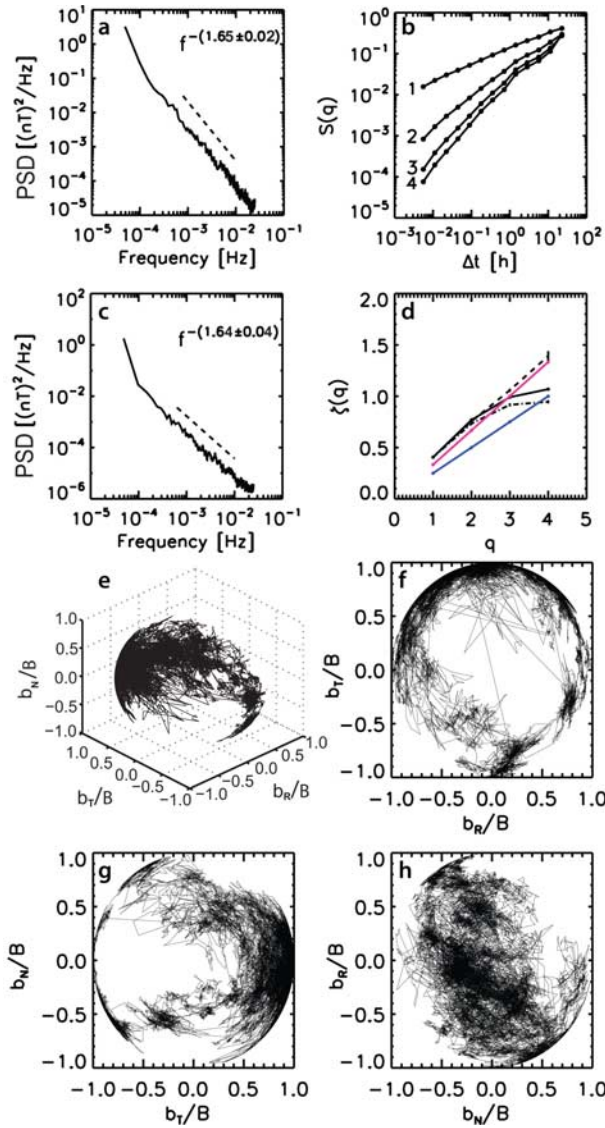 a
f^-(1.65±0.02)
PSD [(nT)²/Hz]
10¹
10⁰
10⁻¹
10⁻²
10⁻³
10⁻⁴
10⁻⁵
10⁻⁵ 10⁻⁴ 10⁻³ 10⁻² 10⁻¹
Frequency [Hz]
b
S(q)
10⁰
10⁻¹
10⁻²
10⁻³
10⁻⁴
10⁻⁵
1
2
3
4
10⁻³ 10⁻² 10⁻¹ 10⁰ 10¹ 10²
Δt [h]
c
f^-(1.64±0.04)
PSD [(nT)²/Hz]
10²
10⁰
10⁻²
10⁻⁴
10⁻⁶
10⁻⁵ 10⁻⁴ 10⁻³ 10⁻² 10⁻¹
Frequency [Hz]
d
ζ(q)
2.0
1.5
1.0
0.5
0.0
0 1 2 3 4 5
q
e
b_N/B
1.0
0.5
0.0
-0.5
-1.0
1.0
0.5
0.0
-0.5
-1.0
b_T/B
-1.0
-0.5
0.0
0.5
1.0
b_R/B
f
b_T/B
1.0
0.5
0.0
-0.5
-1.0
-1.0 -0.5 0.0 0.5 1.0
b_R/B
g
b_N/B
1.0
0.5
0.0
-0.5
-1.0
-1.0 -0.5 0.0 0.5 1.0
b_T/B
h
b_R/B
1.0
0.5
0.0
-0.5
-1.0
-1.0 -0.5 0.0 0.5 1.0
b_N/B